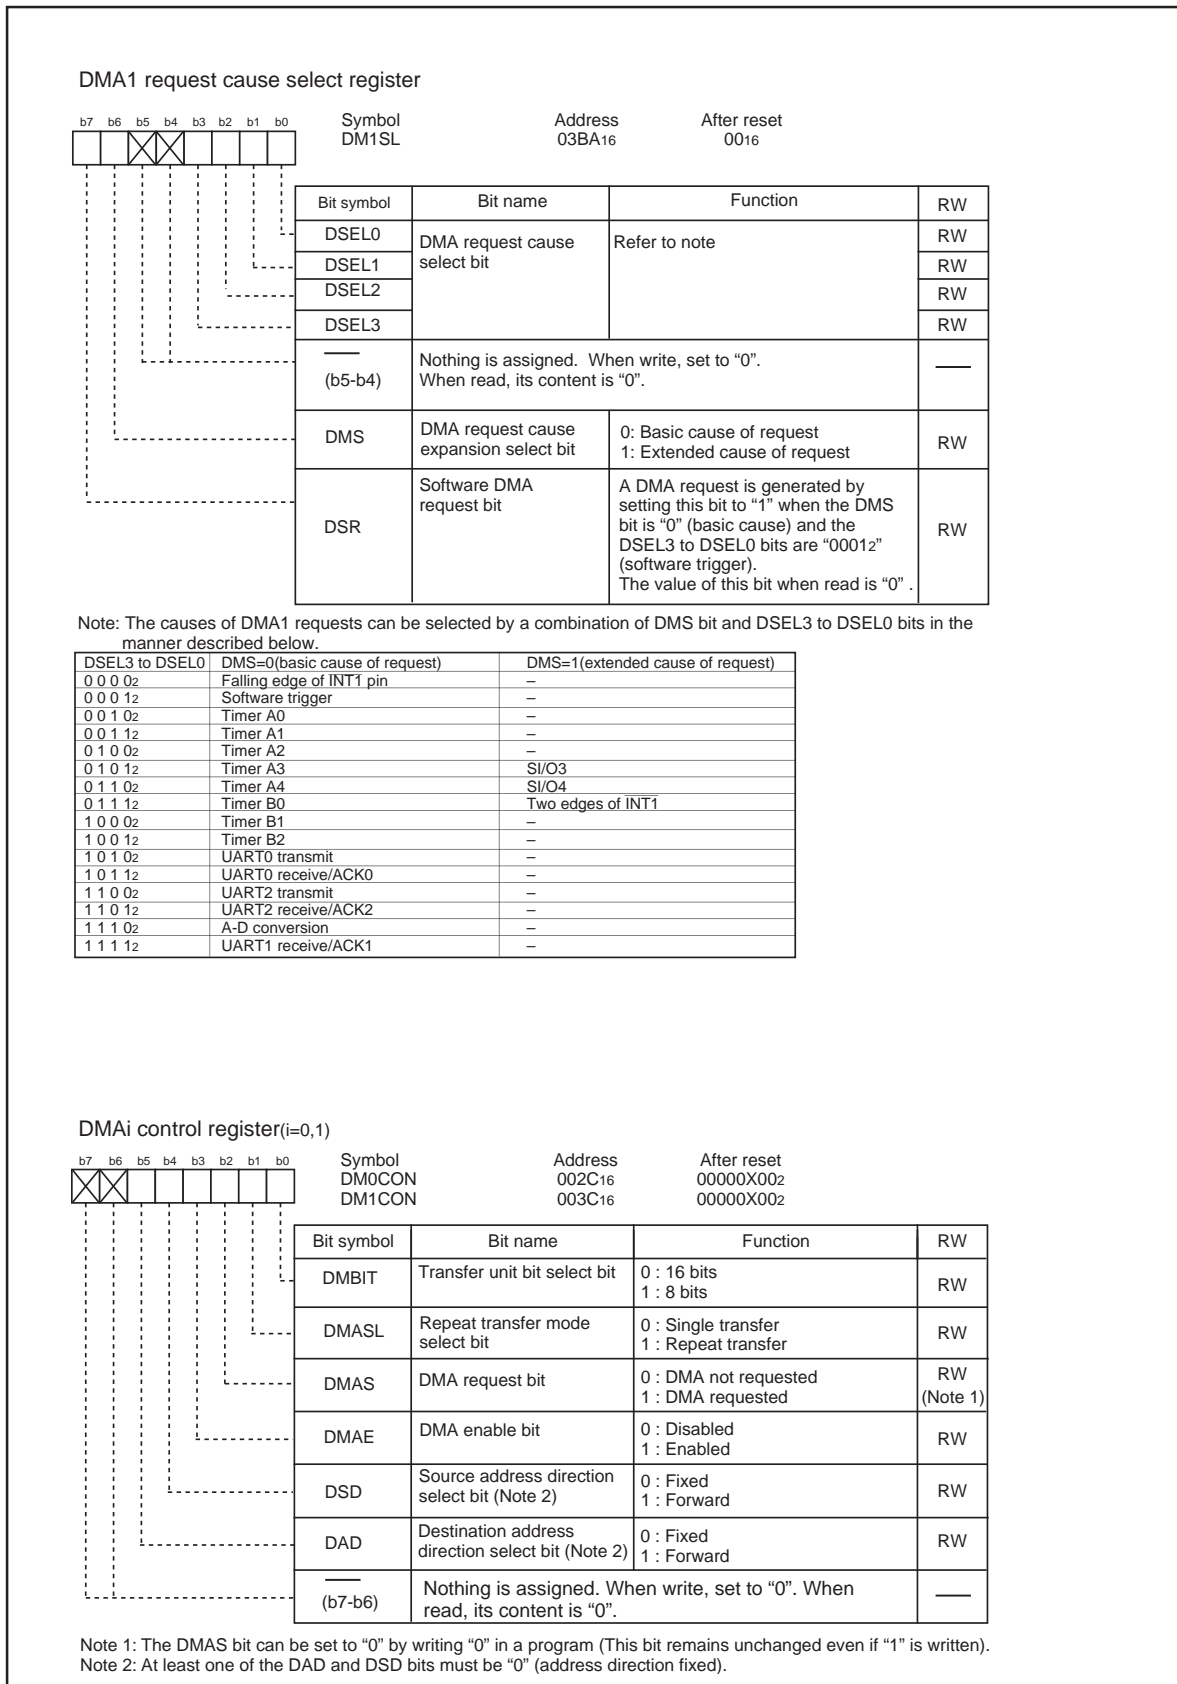 DMA1 request cause select register
b7 b6 b5 b4 b3 b2 b1 b0
Symbol Address After reset
DM1SL 03BA16 0016
Bit symbol Bit name Function RW
DSEL0 DMA request cause select bit Refer to note RW
DSEL1 RW
DSEL2 RW
DSEL3 RW
(b5-b4) Nothing is assigned. When write, set to “0”.
When read, its content is “0”.
DMS DMA request cause expansion select bit 0: Basic cause of request RW
1: Extended cause of request
DSR Software DMA request bit A DMA request is generated by RW
setting this bit to “1” when the DMS
bit is “0” (basic cause) and the
DSEL3 to DSEL0 bits are “00012”
(software trigger).
The value of this bit when read is “0” .
Note: The causes of DMA1 requests can be selected by a combination of DMS bit and DSEL3 to DSEL0 bits in the
manner described below.
DSEL3 to DSEL0 DMS=0(basic cause of request) DMS=1(extended cause of request)
0 0 0 02 Falling edge of INT1 pin –
0 0 0 12 Software trigger –
0 0 1 02 Timer A0 –
0 0 1 12 Timer A1 –
0 1 0 02 Timer A2 –
0 1 0 12 Timer A3 SI/O3
0 1 1 02 Timer A4 SI/O4
0 1 1 12 Timer B0 Two edges of INT1
1 0 0 02 Timer B1 –
1 0 0 12 Timer B2 –
1 0 1 02 UART0 transmit –
1 0 1 12 UART0 receive/ACK0 –
1 1 0 02 UART2 transmit –
1 1 0 12 UART2 receive/ACK2 –
1 1 1 02 A-D conversion –
1 1 1 12 UART1 receive/ACK1 –
DMAi control register(i=0,1)
b7 b6 b5 b4 b3 b2 b1 b0
Symbol Address After reset
DM0CON 002C16 00000X002
DM1CON 003C16 00000X002
Bit symbol Bit name Function RW
DMBIT Transfer unit bit select bit 0 : 16 bits RW
1 : 8 bits
DMASL Repeat transfer mode select bit 0 : Single transfer RW
1 : Repeat transfer
DMAS DMA request bit 0 : DMA not requested RW
1 : DMA requested (Note 1)
DMAE DMA enable bit 0 : Disabled RW
1 : Enabled
DSD Source address direction select bit (Note 2) 0 : Fixed RW
1 : Forward
DAD Destination address direction select bit (Note 2) 0 : Fixed RW
1 : Forward
(b7-b6) Nothing is assigned. When write, set to “0”. When
read, its content is “0”.
Note 1: The DMAS bit can be set to “0” by writing “0” in a program (This bit remains unchanged even if “1” is written).
Note 2: At least one of the DAD and DSD bits must be “0” (address direction fixed).